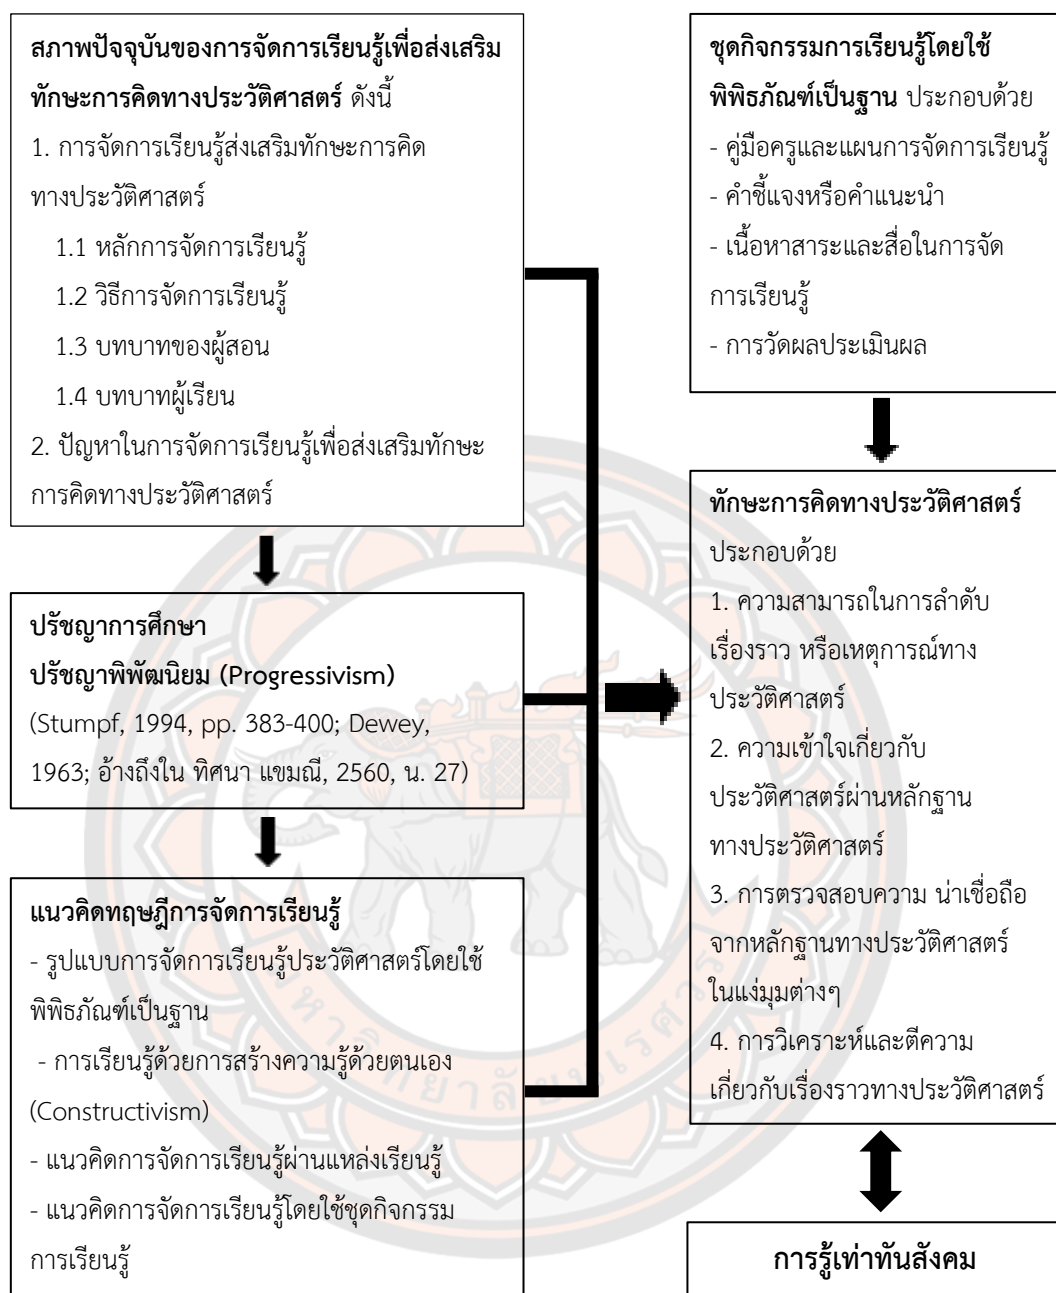 สภาพปัจจุบันของการจัดการเรียนรู้เพื่อส่งเสริม
ทักษะการคิดทางประวัติศาสตร์ ดังนี้
1. การจัดการเรียนรู้ส่งเสริมทักษะการคิด
ทางประวัติศาสตร์
1.1 หลักการจัดการเรียนรู้
1.2 วิธีการจัดการเรียนรู้
1.3 บทบาทของผู้สอน
1.4 บทบาทผู้เรียน
2. ปัญหาในการจัดการเรียนรู้เพื่อส่งเสริมทักษะ
การคิดทางประวัติศาสตร์
ปรัชญาการศึกษา
ปรัชญาพิพัฒนิยม (Progressivism)
(Stumpf, 1994, pp. 383-400; Dewey,
1963; อ้างถึงใน ทิศนา แขมณี, 2560, น. 27)
แนวคิดทฤษฎีการจัดการเรียนรู้
- รูปแบบการจัดการเรียนรู้ประวัติศาสตร์โดยใช้
พิพิธภัณฑ์เป็นฐาน
- การเรียนรู้ด้วยการสร้างความรู้ด้วยตนเอง
(Constructivism)
- แนวคิดการจัดการเรียนรู้ผ่านแหล่งเรียนรู้
- แนวคิดการจัดการเรียนรู้โดยใช้ชุดกิจกรรม
การเรียนรู้
ชุดกิจกรรมการเรียนรู้โดยใช้
พิพิธภัณฑ์เป็นฐาน ประกอบด้วย
- คู่มือครูและแผนการจัดการเรียนรู้
- คำชี้แจงหรือคำแนะนำ
- เนื้อหาสาระและสื่อในการจัด
การเรียนรู้
- การวัดผลประเมินผล
ทักษะการคิดทางประวัติศาสตร์
ประกอบด้วย
1. ความสามารถในการลำดับ
เรื่องราว หรือเหตุการณ์ทาง
ประวัติศาสตร์
2. ความเข้าใจเกี่ยวกับ
ประวัติศาสตร์ผ่านหลักฐาน
ทางประวัติศาสตร์
3. การตรวจสอบความ น่าเชื่อถือ
จากหลักฐานทางประวัติศาสตร์
ในแง่มุมต่างๆ
4. การวิเคราะห์และตีความ
เกี่ยวกับเรื่องราวทางประวัติศาสตร์
การรู้เท่าทันสังคม
มหาวิทยาลัยนเรศวร